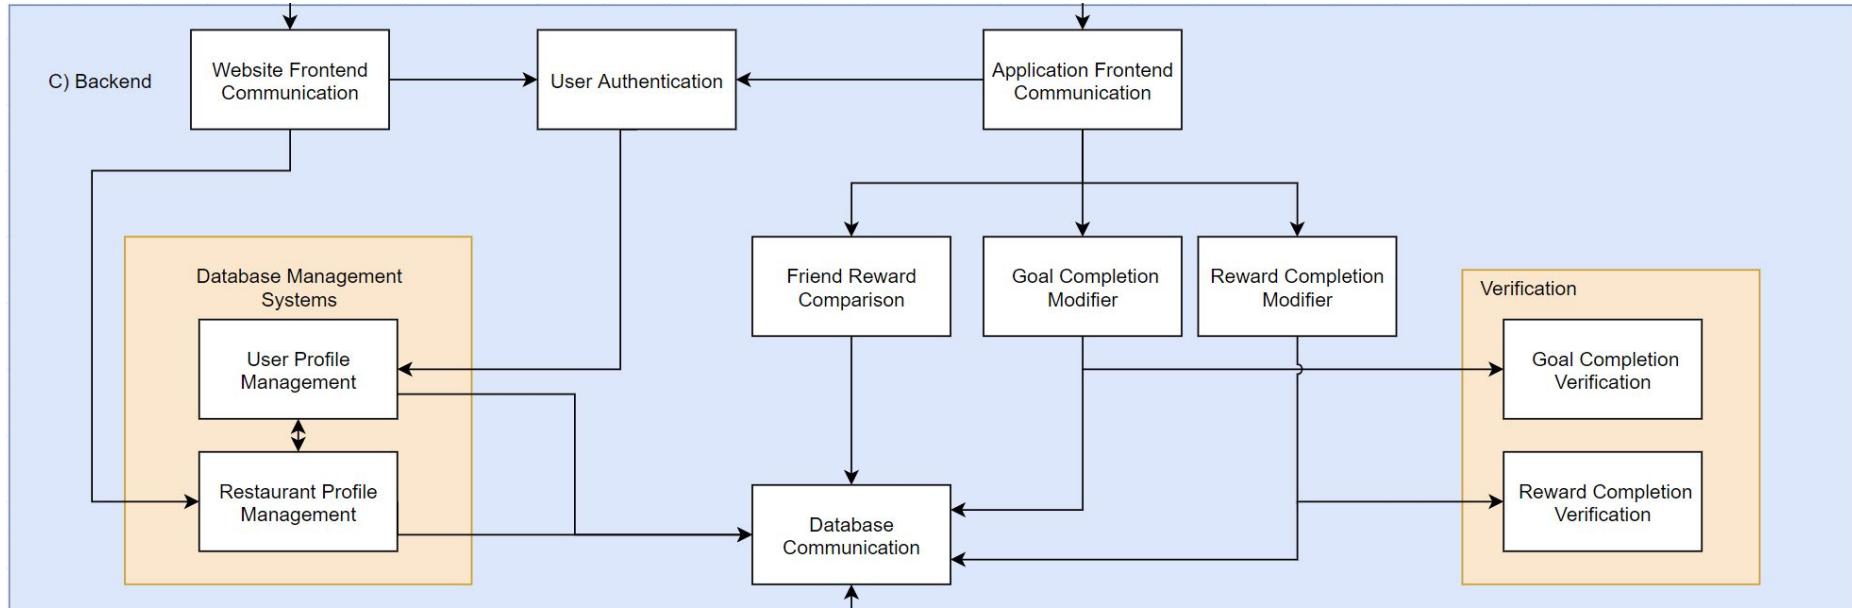 C) Backend
Website Frontend
Communication
User Authentication
Application Frontend
Communication
Database Management
Systems
User Profile
Management
Restaurant Profile
Management
Friend Reward
Comparison
Goal Completion
Modifier
Reward Completion
Modifier
Database
Communication
Verification
Goal Completion
Verification
Reward Completion
Verification